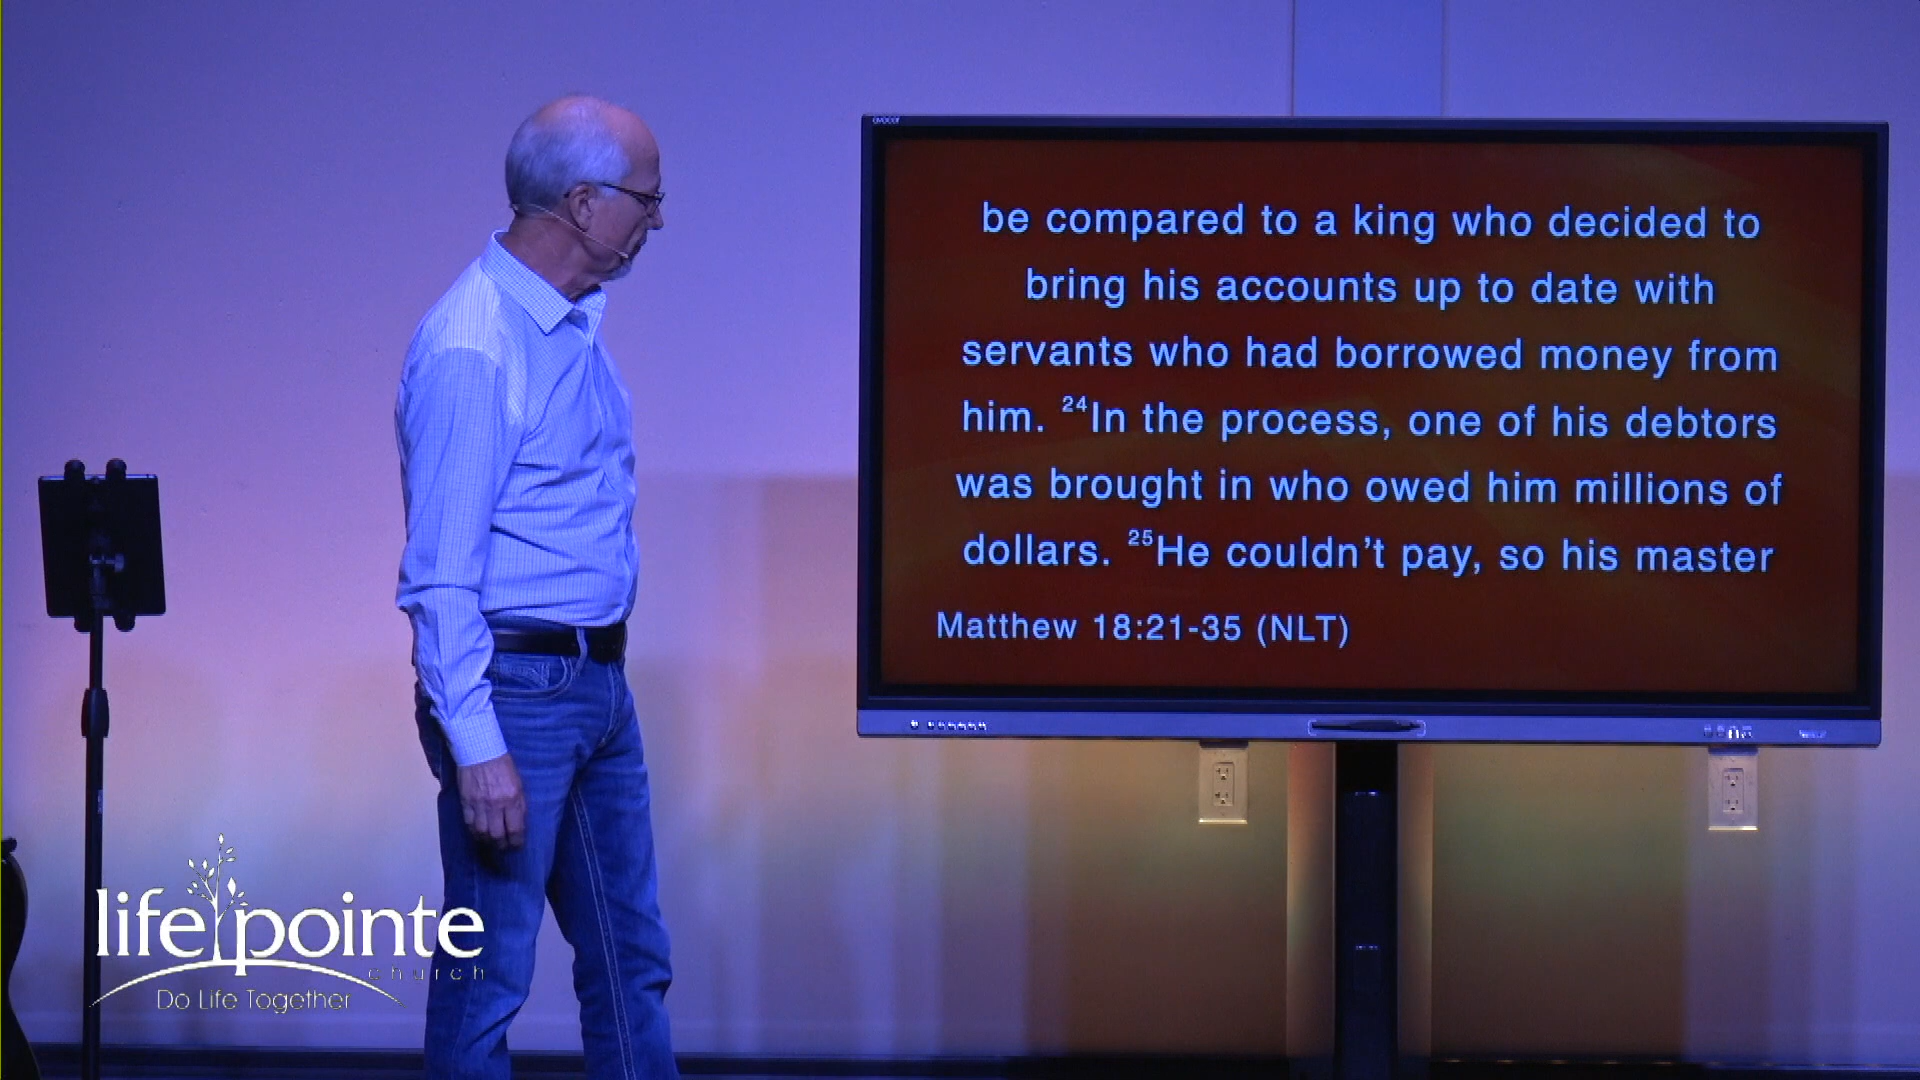 be compared to a king who decided to
bring his accounts up to date with
servants who had borrowed money from
him. ²⁴In the process, one of his debtors
was brought in who owed him millions of
dollars. ²⁵He couldn't pay, so his master
Matthew 18:21-35 (NLT)
life pointe
church
Do Life Together